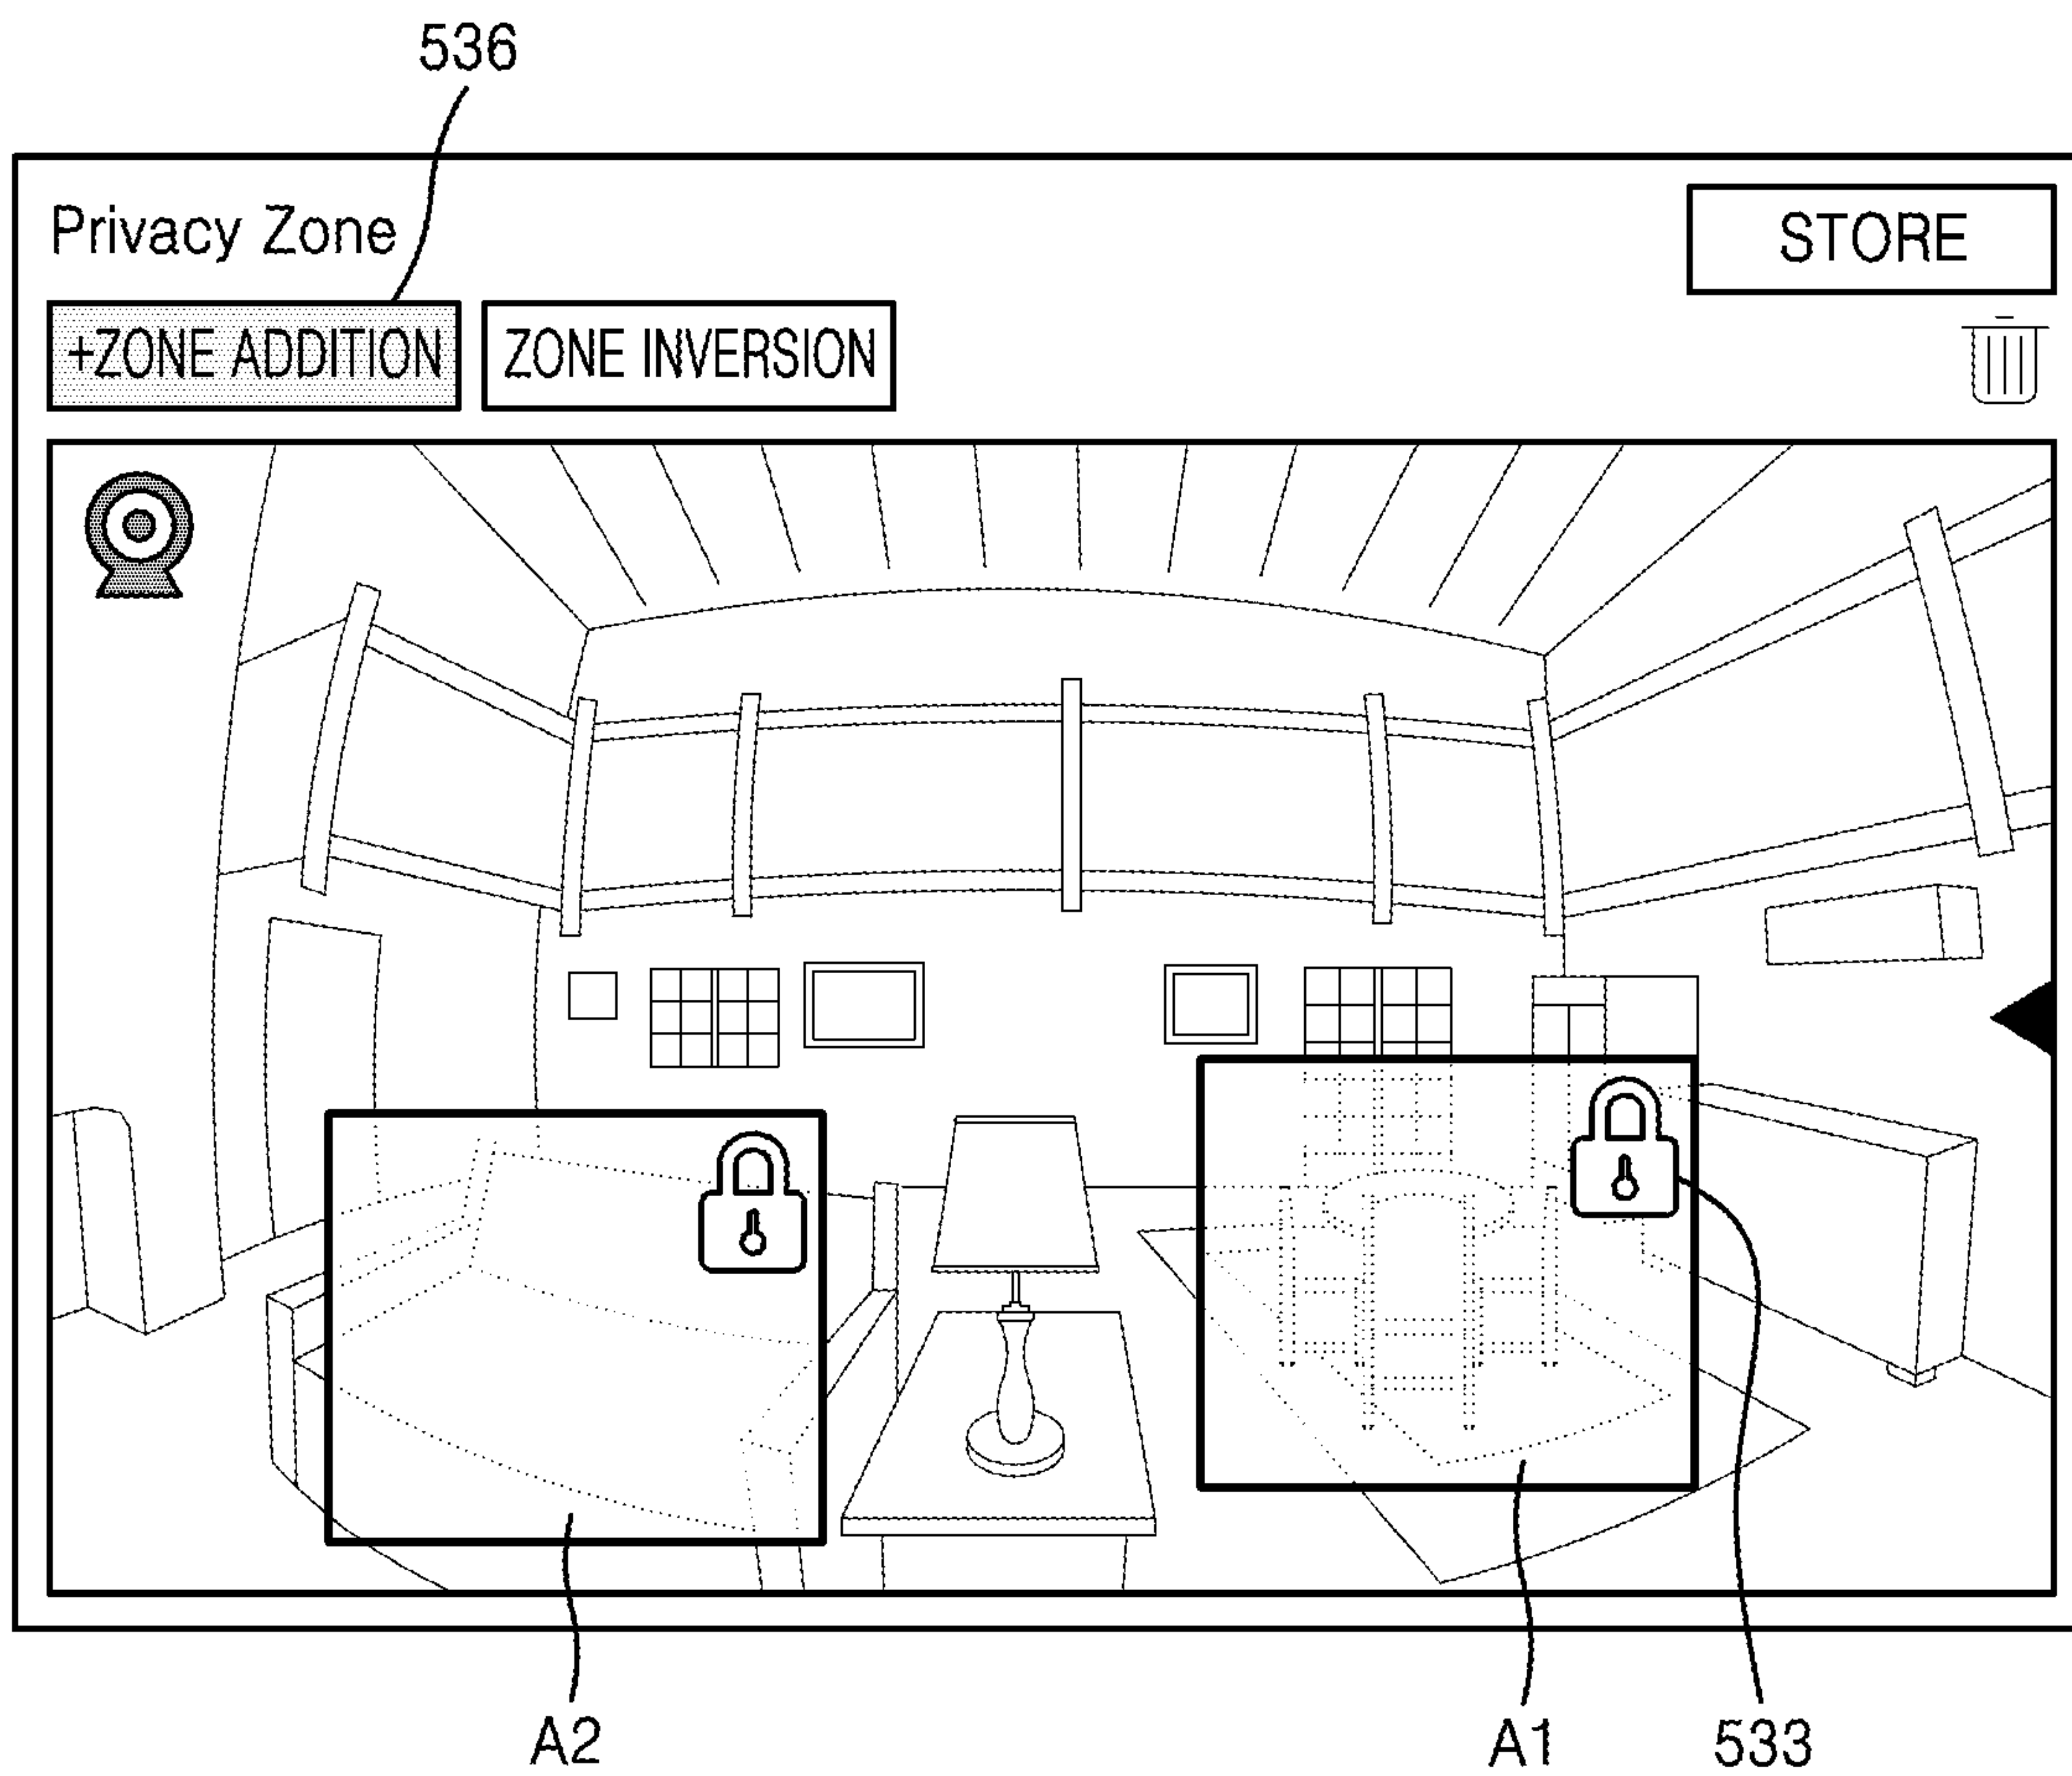 536
Privacy Zone
STORE
+ZONE ADDITION
ZONE INVERSION
A2
A1
533